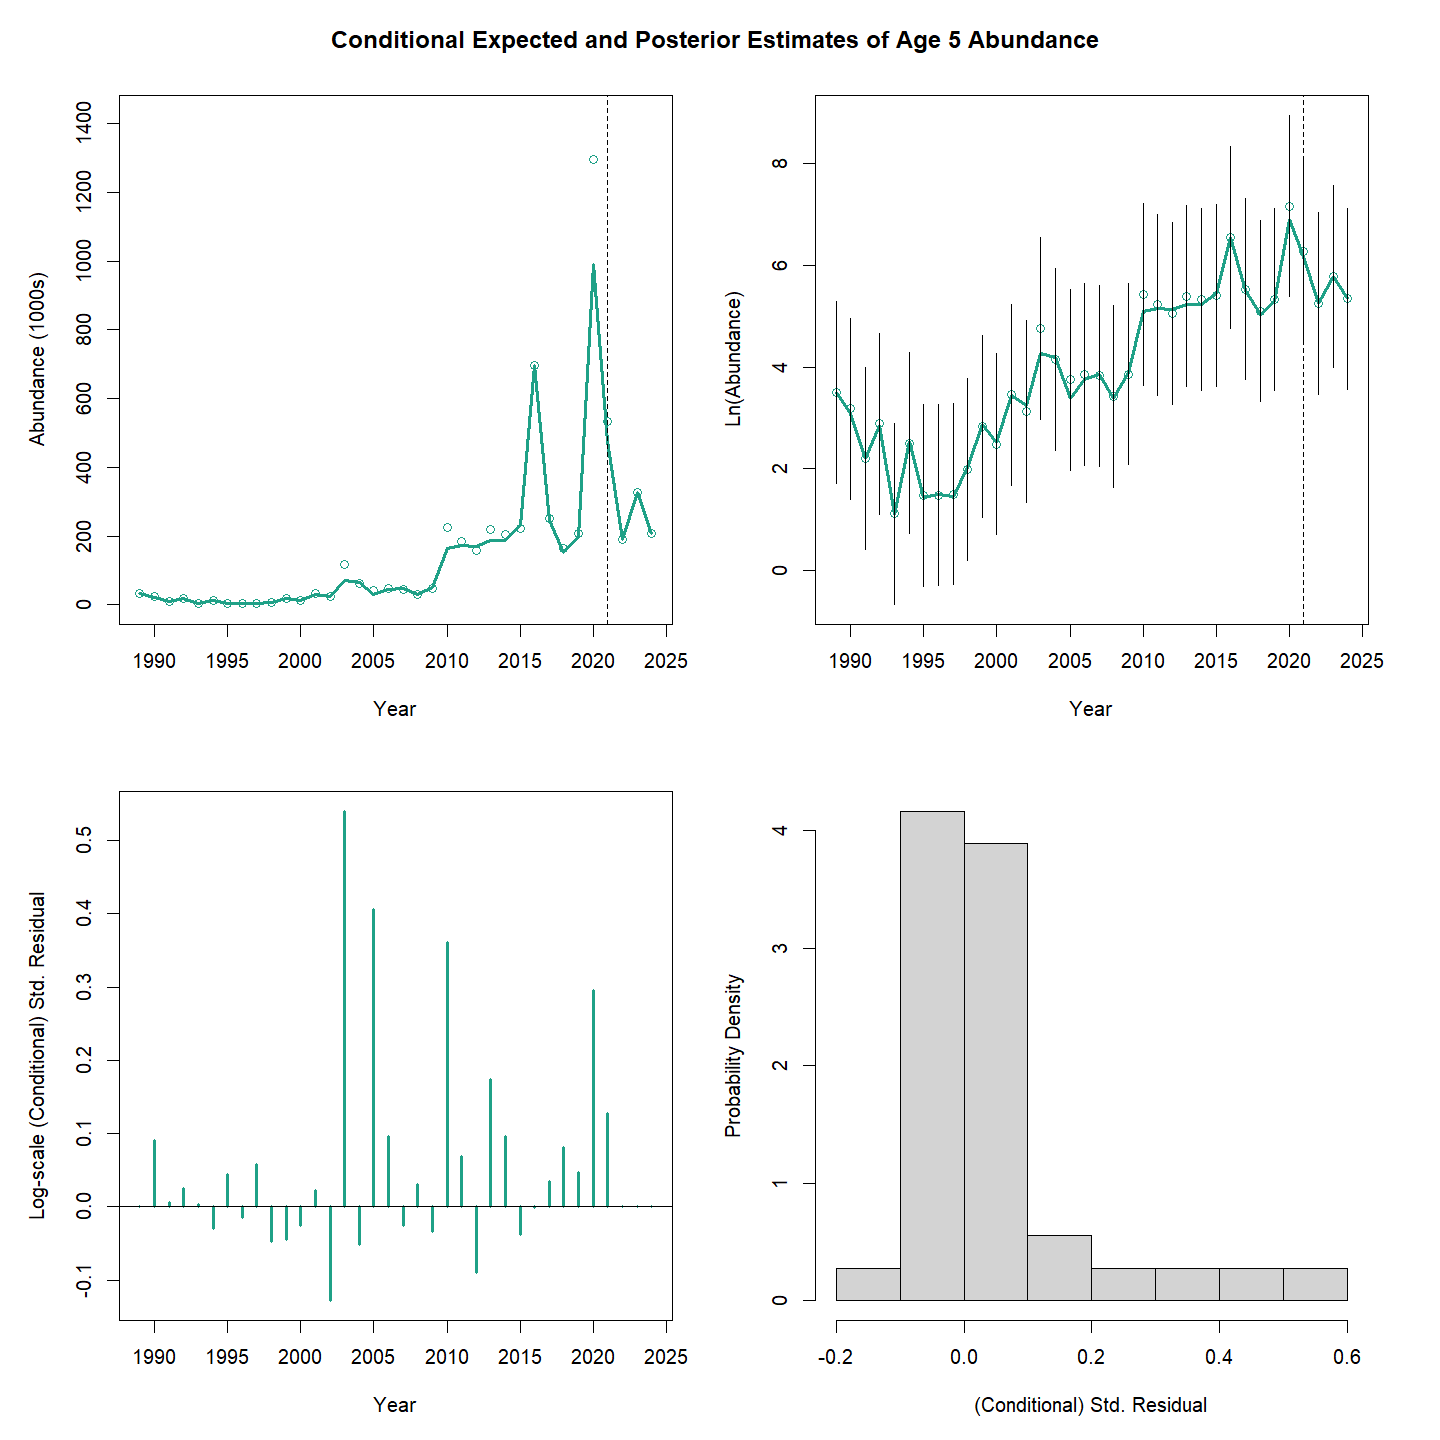 Conditional Expected and Posterior Estimates of Age 5 Abundance
Abundance (1000s)
0 200 400 600 800 1000 1200 1400
1990 1995 2000 2005 2010 2015 2020 2025
Year
Ln(Abundance)
0 2 4 6 8
1990 1995 2000 2005 2010 2015 2020 2025
Year
Log-scale (Conditional) Std. Residual
-0.1 0.0 0.1 0.2 0.3 0.4 0.5
1990 1995 2000 2005 2010 2015 2020 2025
Year
Probability Density
0 1 2 3 4
-0.2 0.0 0.2 0.4 0.6
(Conditional) Std. Residual